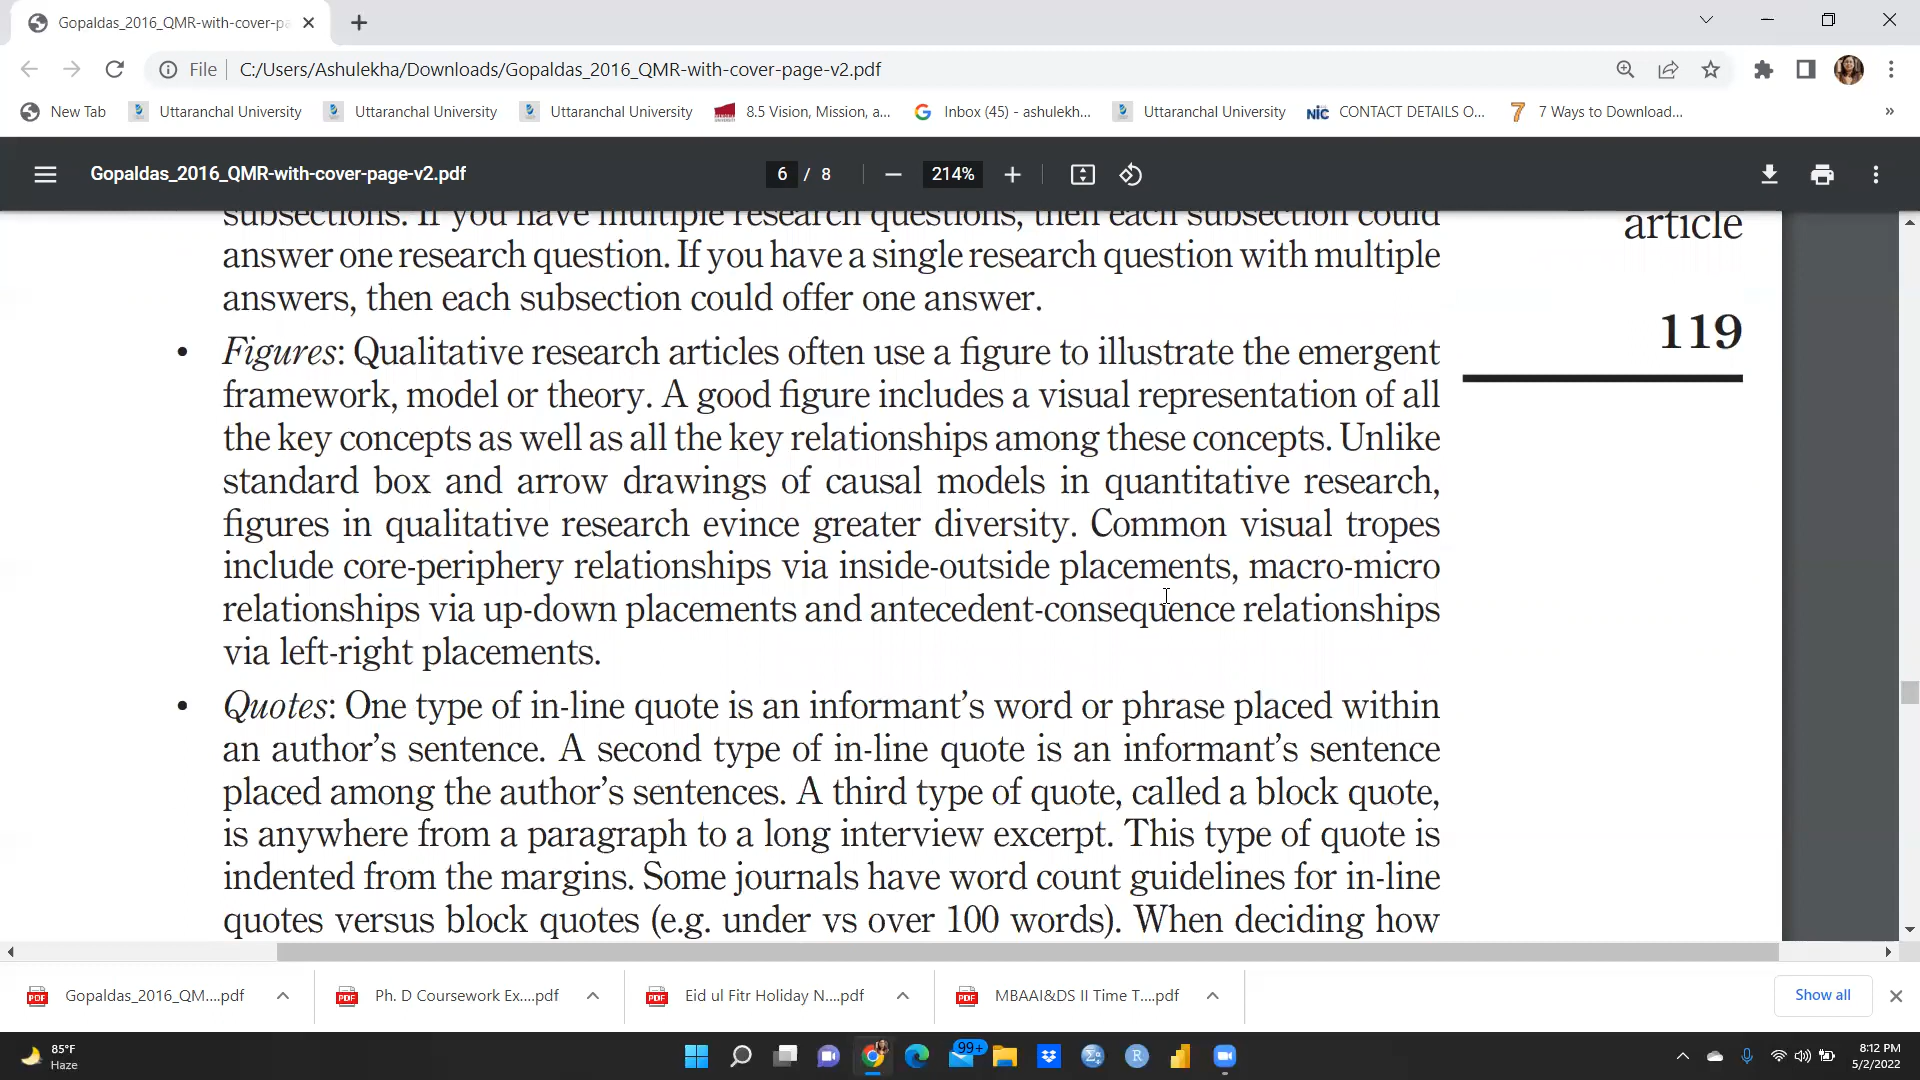 Gopaldas_2016_QMR-with-cover-pa
File
C:/Users/Ashulekha/Downloads/Gopaldas_2016_QMR-with-cover-page-v2.pdf
New Tab
Uttaranchal University
Uttaranchal University
Uttaranchal University
8.5 Vision, Mission, a...
Inbox (45) - ashulekh...
Uttaranchal University
NIC
CONTACT DETAILS O...
7 Ways to Download...
»
Gopaldas_2016_QMR-with-cover-page-v2.pdf
6 / 8
214%
subsections. If you have multiple research questions, then each subsection could
answer one research question. If you have a single research question with multiple
answers, then each subsection could offer one answer.
• Figures: Qualitative research articles often use a figure to illustrate the emergent
framework, model or theory. A good figure includes a visual representation of all
the key concepts as well as all the key relationships among these concepts. Unlike
standard box and arrow drawings of causal models in quantitative research,
figures in qualitative research evince greater diversity. Common visual tropes
include core-periphery relationships via inside-outside placements, macro-micro
relationships via up-down placements and antecedent-consequence relationships
via left-right placements.
• Quotes: One type of in-line quote is an informant’s word or phrase placed within
an author’s sentence. A second type of in-line quote is an informant’s sentence
placed among the author’s sentences. A third type of quote, called a block quote,
is anywhere from a paragraph to a long interview excerpt. This type of quote is
indented from the margins. Some journals have word count guidelines for in-line
quotes versus block quotes (e.g. under vs over 100 words). When deciding how
article
119
Gopaldas_2016_QM....pdf
Ph. D Coursework Ex....pdf
Eid ul Fitr Holiday N....pdf
MBAAI&DS II Time T....pdf
Show all
85°F
Haze
99+
8:12 PM
5/2/2022